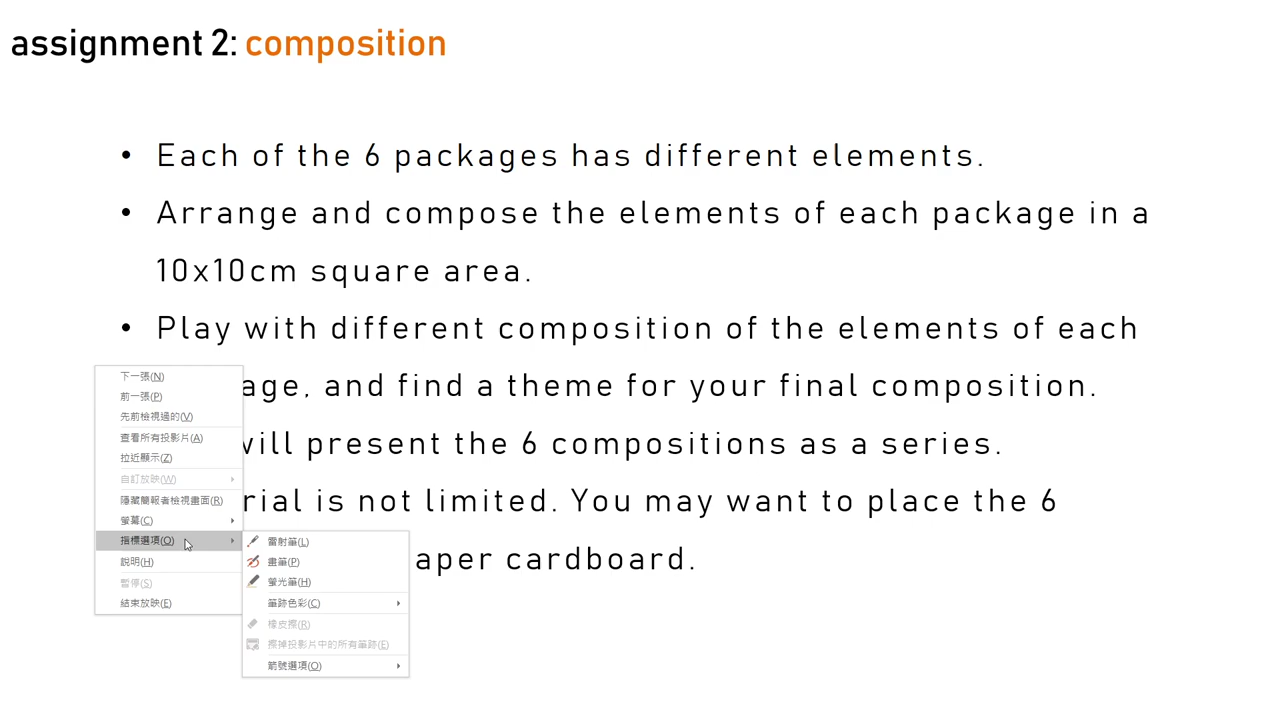 assignment 2: composition
• Each of the 6 packages has different elements.
• Arrange and compose the elements of each package in a
10x10cm square area.
• Play with different composition of the elements of each
age, and find a theme for your final composition.
will present the 6 compositions as a series.
rial is not limited. You may want to place the 6
aper cardboard.
下一張(N)
前一張(P)
先前檢視過的(V)
查看所有投影片(A)
拉近顯示(Z)
自訂放映(W)
隱藏簡報者檢視畫面(R)
螢幕(C)
指標選項(O)
說明(H)
暫停(S)
結束放映(E)
雷射筆(L)
畫筆(P)
螢光筆(H)
筆跡色彩(C)
橡皮擦(R)
擦掉投影片中的所有筆跡(E)
箭號選項(O)